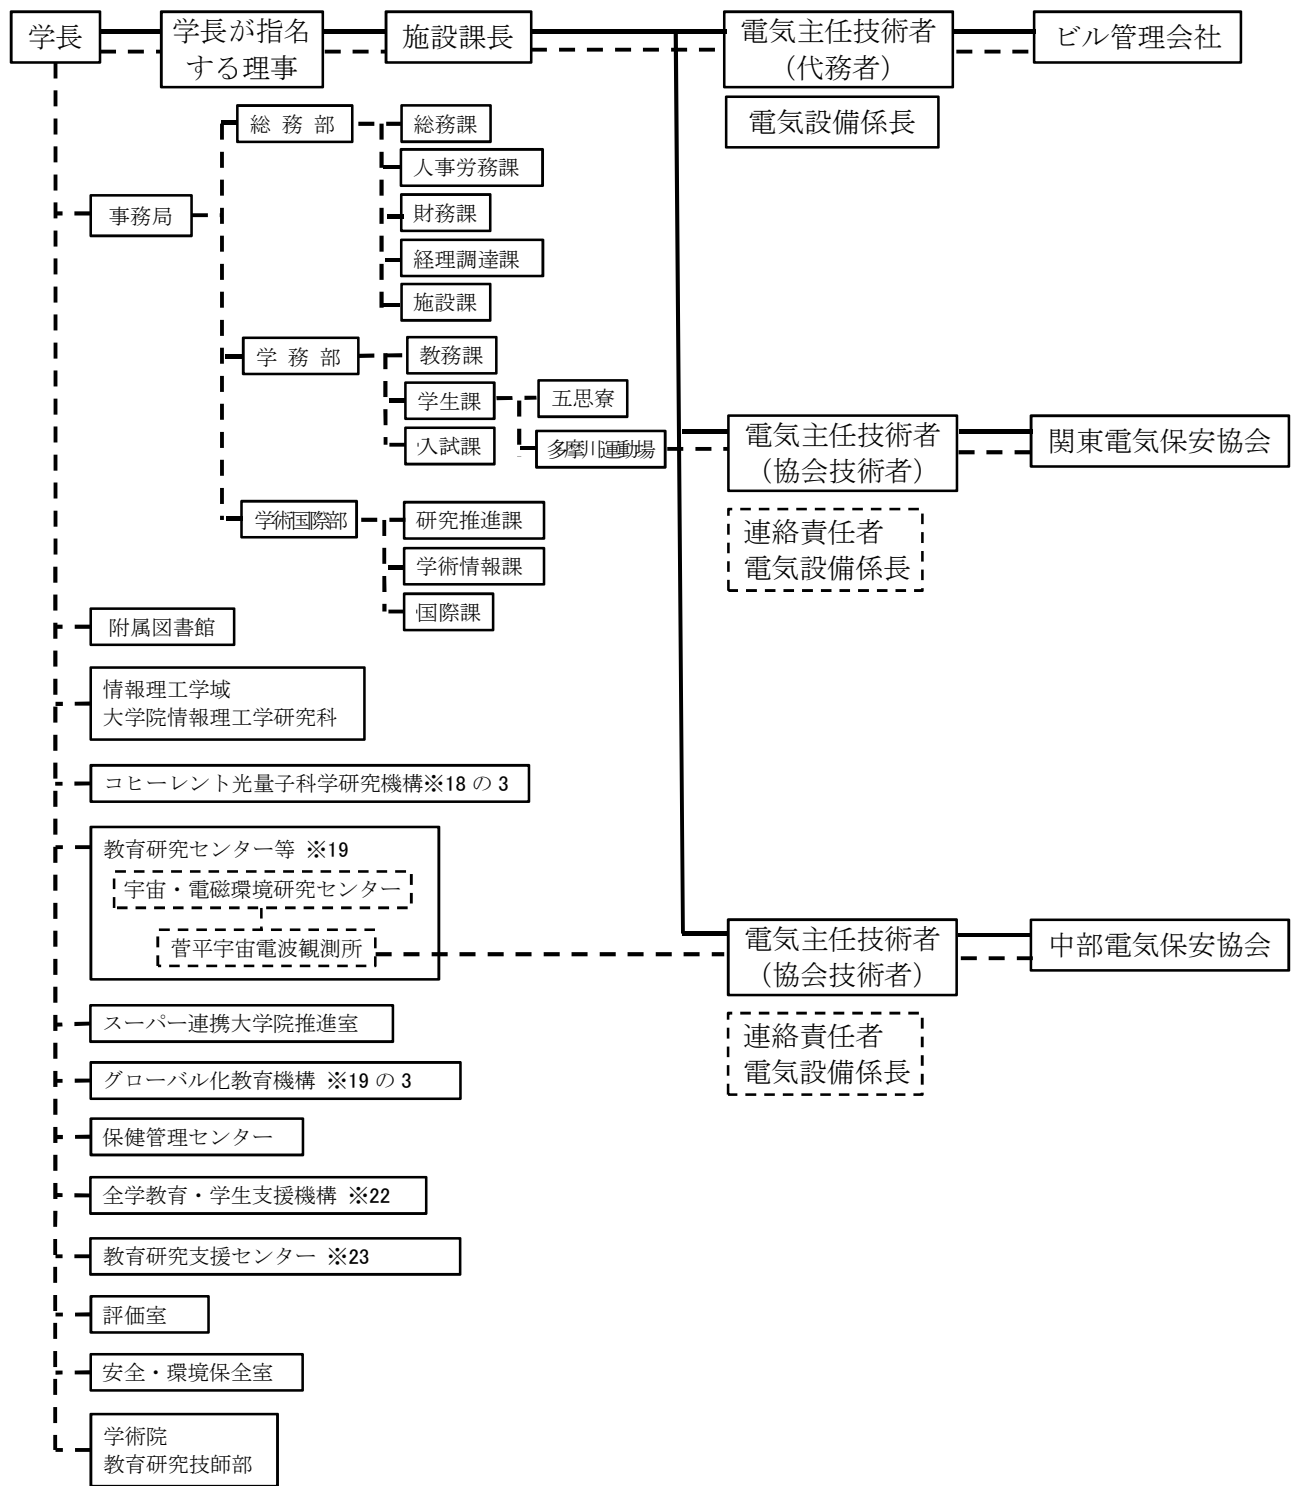 学長
学長が指名
する理事
施設課長
電気主任技術者
（代務者）
ビル管理会社
電気設備係長
総 務 部
総務課
人事労務課
財務課
経理調達課
施設課
事務局
学 務 部
教務課
学生課
入試課
五思寮
多摩川運動場
電気主任技術者
（協会技術者）
関東電気保安協会
連絡責任者
電気設備係長
学術国際部
研究推進課
学術情報課
国際課
附属図書館
情報理工学域
大学院情報理工学研究科
コヒーレント光量子科学研究機構※18 の 3
教育研究センター等 ※19
宇宙・電磁環境研究センター
菅平宇宙電波観測所
電気主任技術者
（協会技術者）
中部電気保安協会
連絡責任者
電気設備係長
スーパー連携大学院推進室
グローバル化教育機構 ※19 の 3
保健管理センター
全学教育・学生支援機構 ※22
教育研究支援センター ※23
評価室
安全・環境保全室
学術院
教育研究技師部